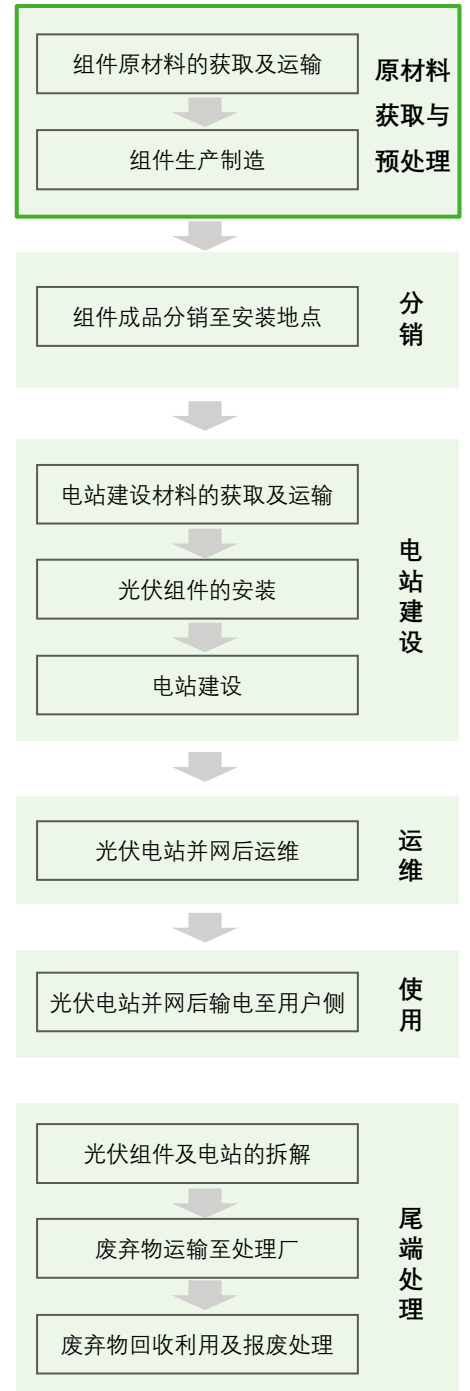 组件原材料的获取及运输
组件生产制造
原材料
获取与
预处理
组件成品分销至安装地点
分
销
电站建设材料的获取及运输
光伏组件的安装
电站建设
电
站
建
设
光伏电站并网后运维
运
维
光伏电站并网后输电至用户侧
使
用
光伏组件及电站的拆解
废弃物运输至处理厂
废弃物回收利用及报废处理
尾
端
处
理